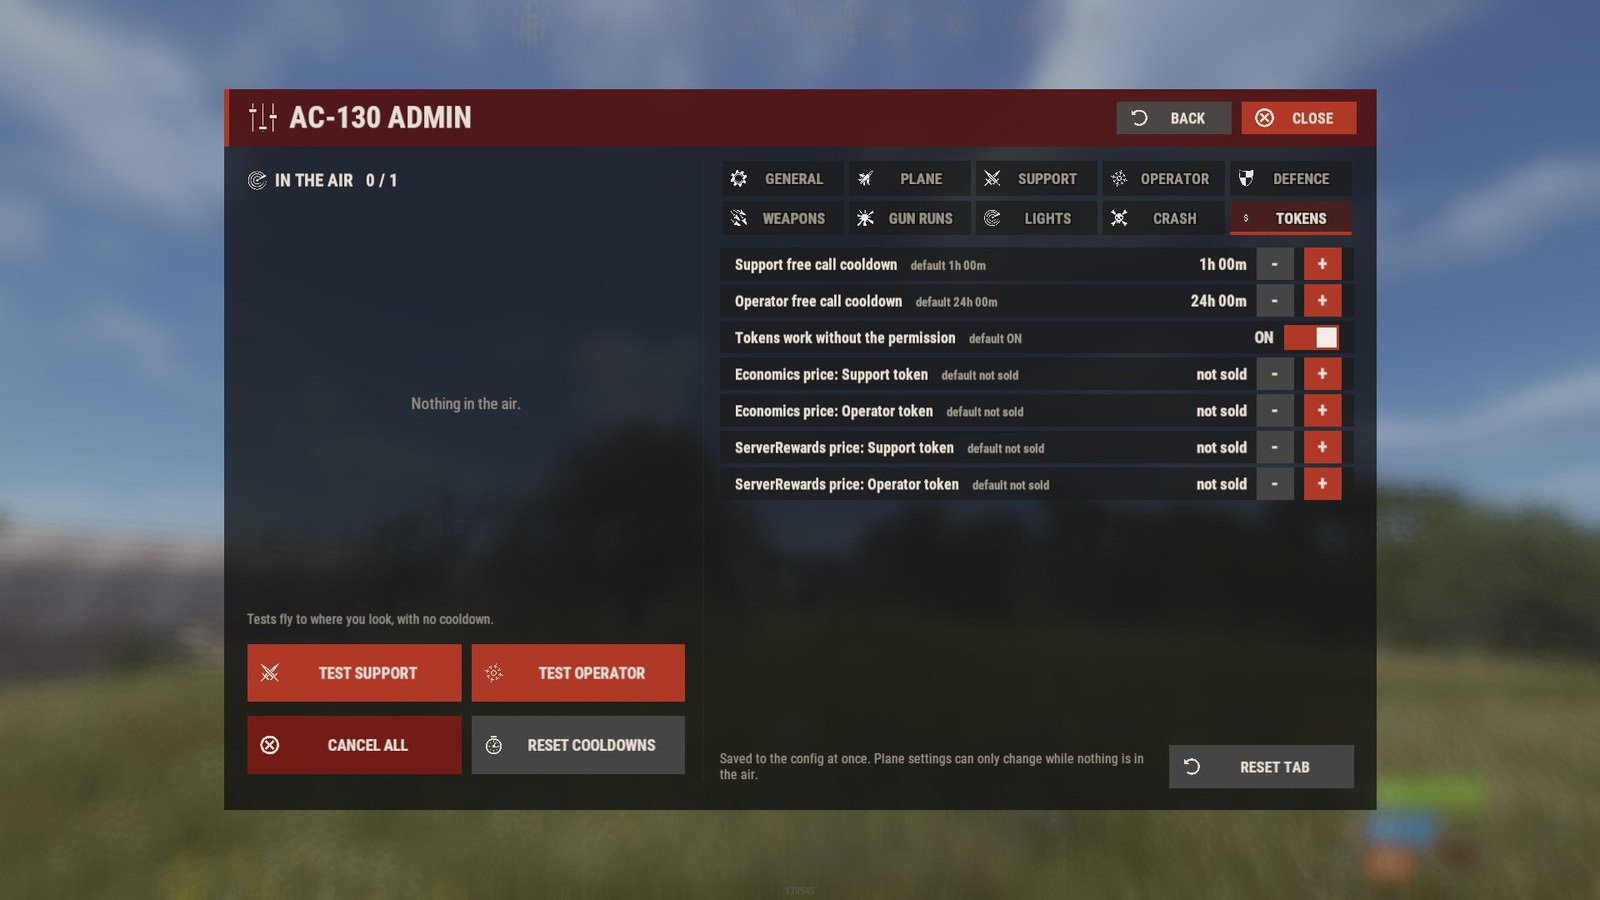 AC-130 ADMIN
BACK
CLOSE
IN THE AIR 0 / 1
GENERAL
PLANE
SUPPORT
OPERATOR
DEFENCE
WEAPONS
GUN RUNS
LIGHTS
CRASH
$ TOKENS
Support free call cooldown default 1h 00m 1h 00m - +
Operator free call cooldown default 24h 00m 24h 00m - +
Tokens work without the permission default ON ON
Economics price: Support token default not sold not sold - +
Economics price: Operator token default not sold not sold - +
ServerRewards price: Support token default not sold not sold - +
ServerRewards price: Operator token default not sold not sold - +
Nothing in the air.
Tests fly to where you look, with no cooldown.
TEST SUPPORT
TEST OPERATOR
CANCEL ALL
RESET COOLDOWNS
Saved to the config at once. Plane settings can only change while nothing is in
the air.
RESET TAB
170545